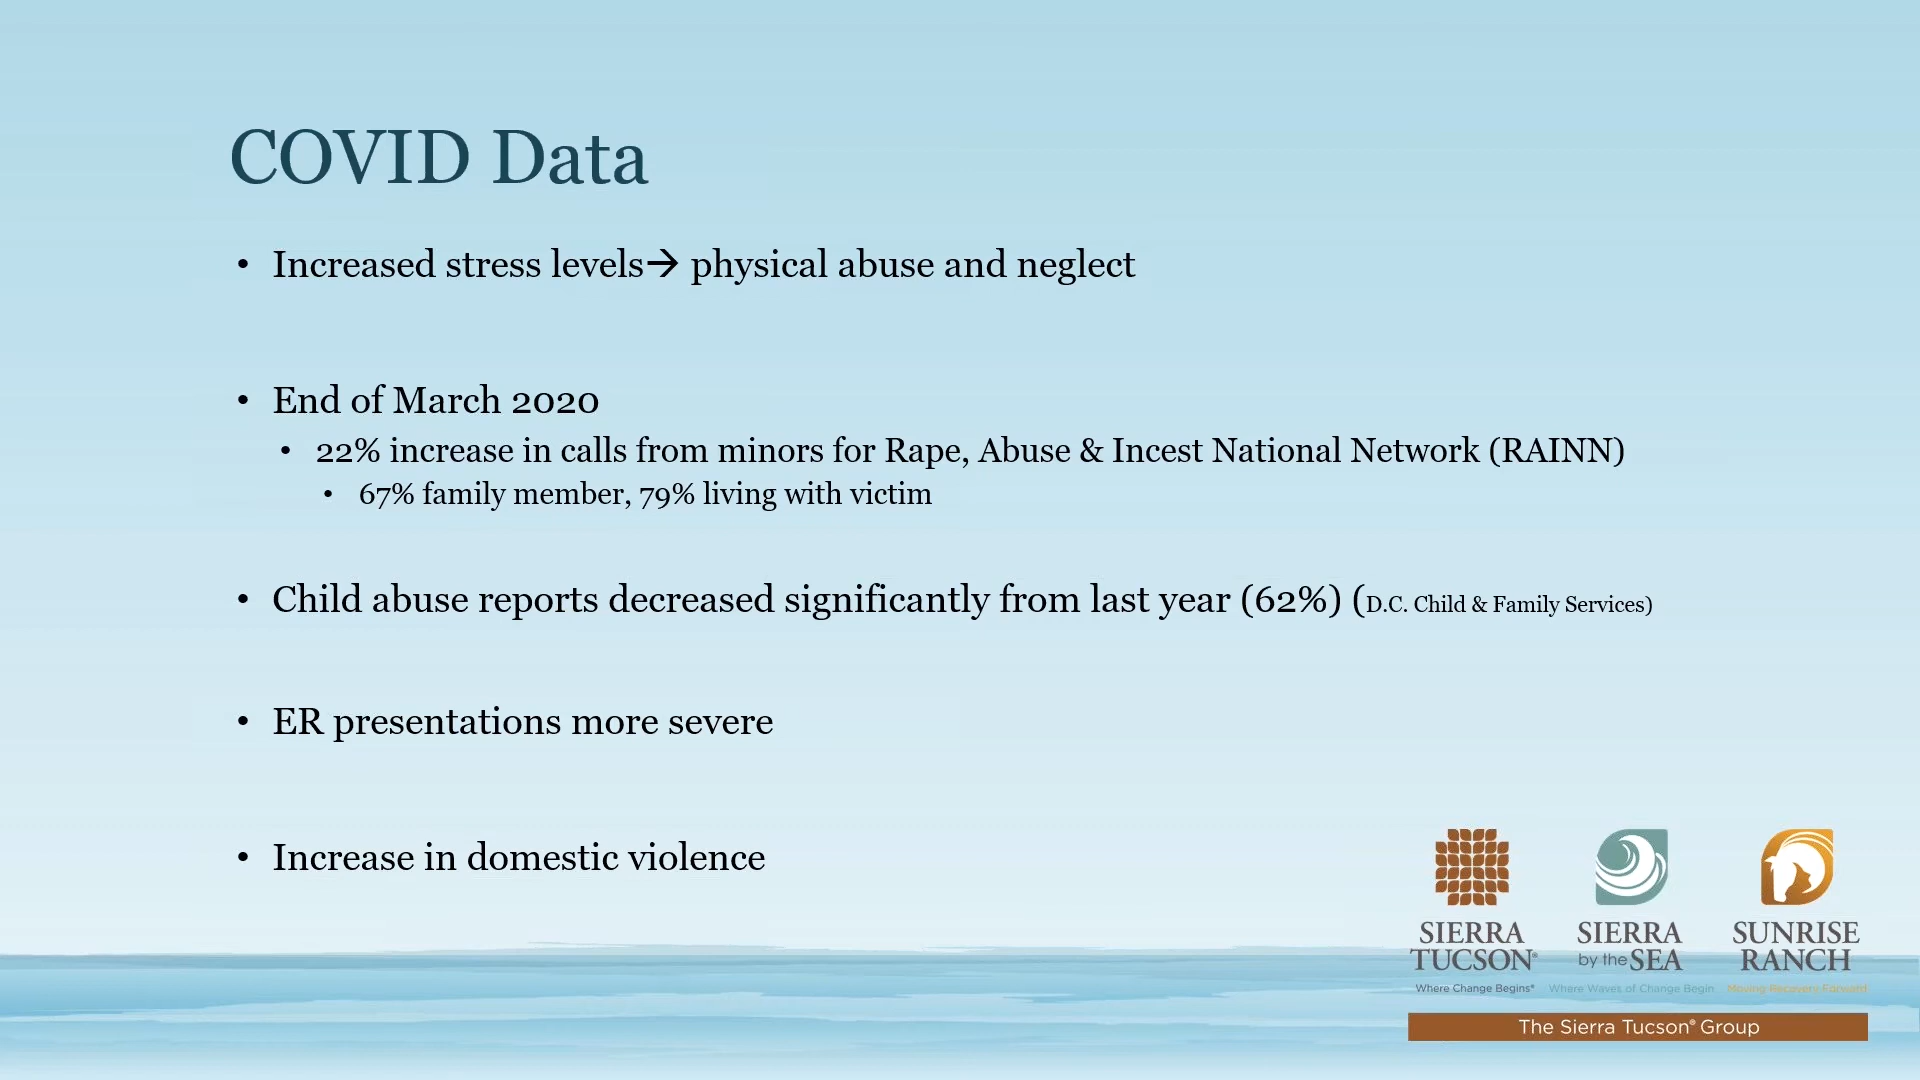 COVID Data
• Increased stress levels→ physical abuse and neglect
• End of March 2020
• 22% increase in calls from minors for Rape, Abuse & Incest National Network (RAINN)
• 67% family member, 79% living with victim
• Child abuse reports decreased significantly from last year (62%) (D.C. Child & Family Services)
• ER presentations more severe
• Increase in domestic violence
SIERRA TUCSON®
Where Change Begins®
SIERRA by the SEA
Where Waves of Change Begin
SUNRISE RANCH
Moving Recovery Forward
The Sierra Tucson® Group